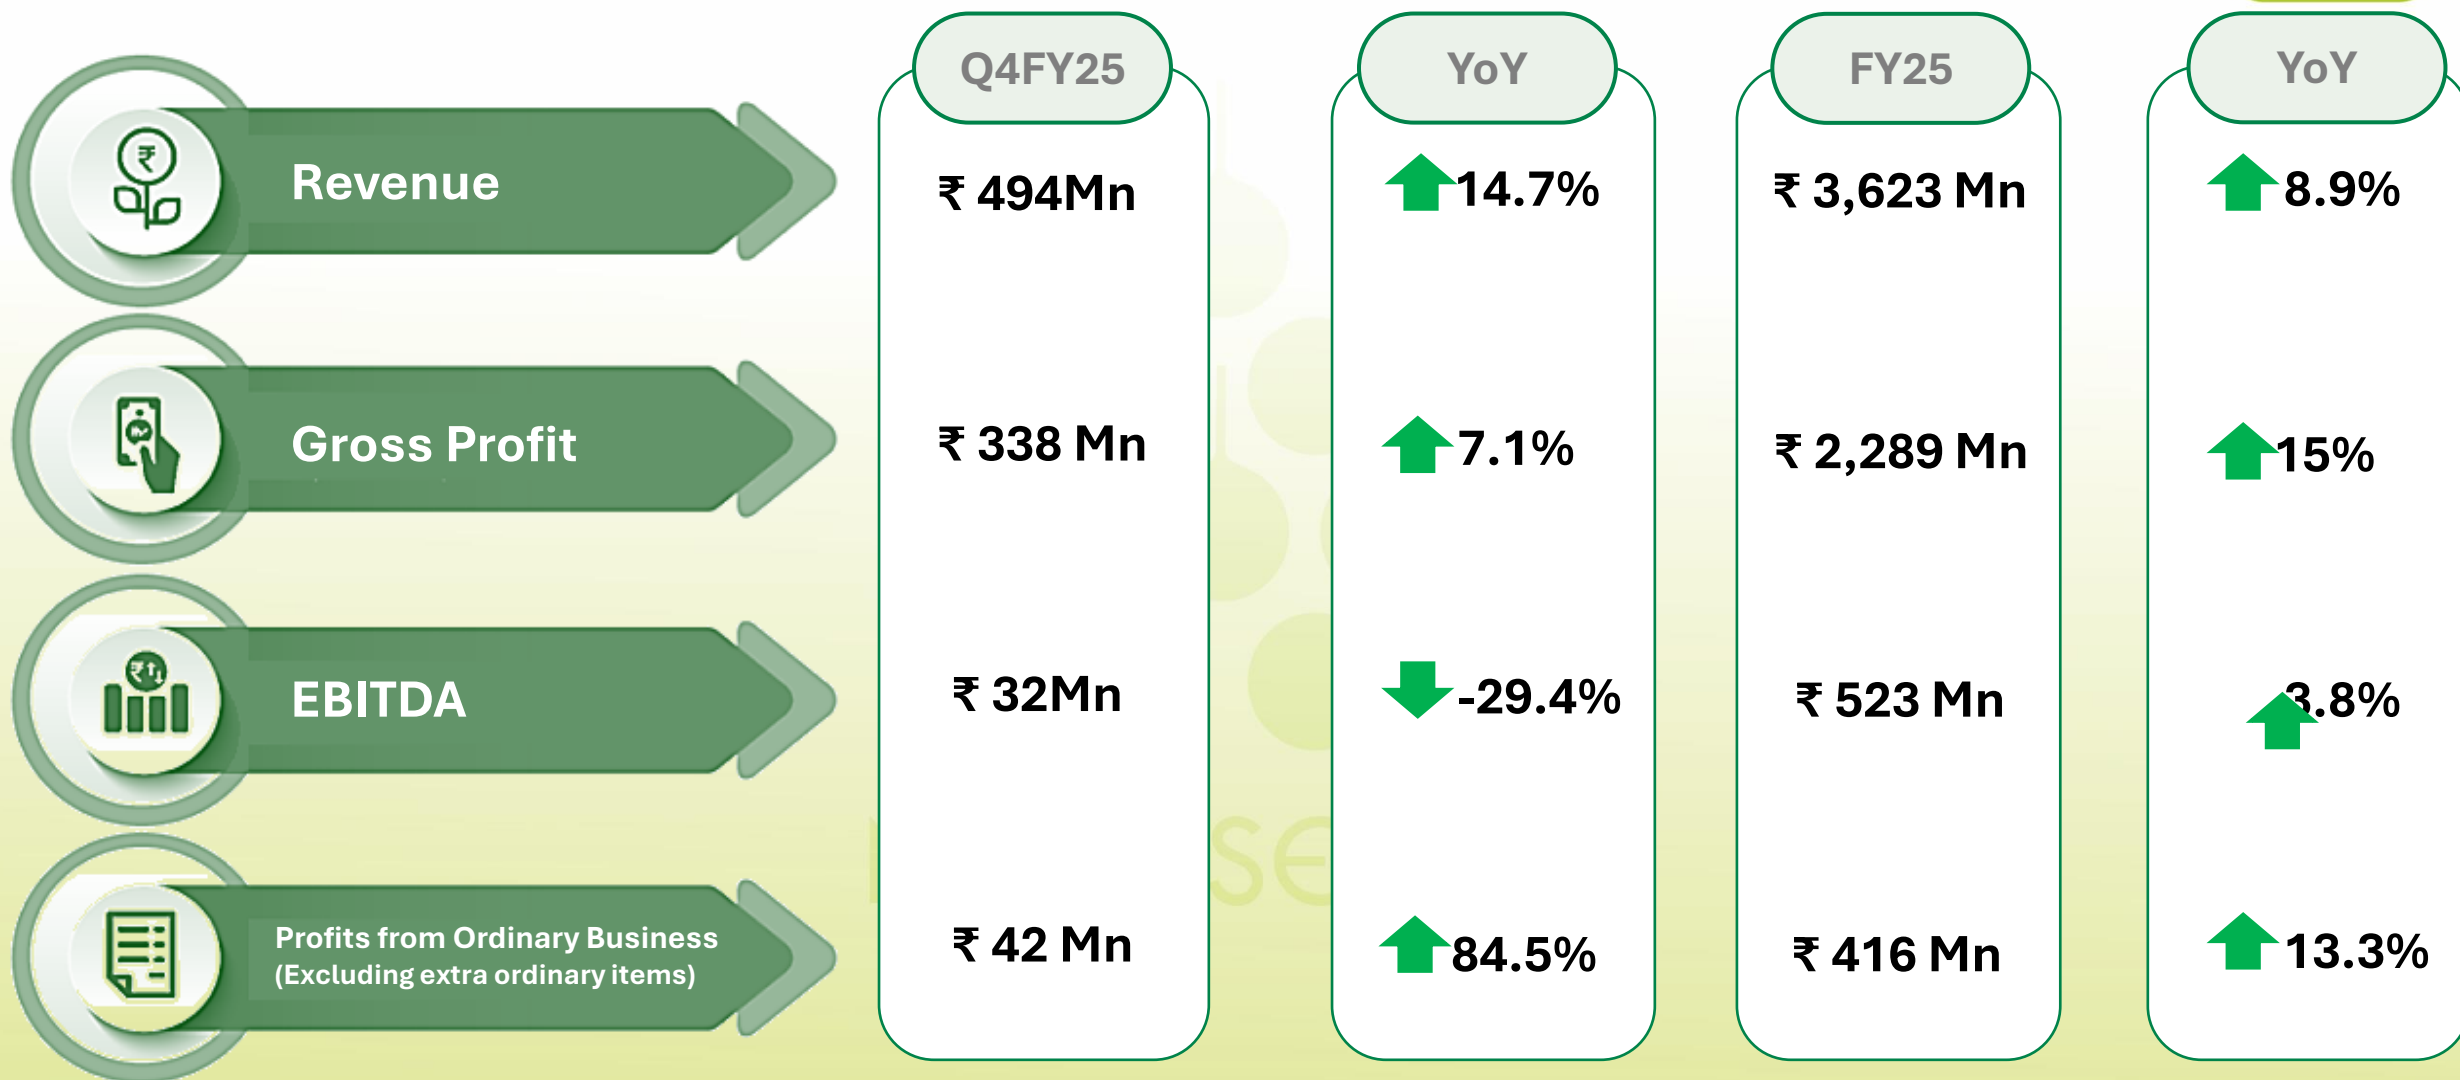 Q4FY25 YoY FY25 YoY
Revenue ₹ 494Mn 14.7% ₹ 3,623 Mn 8.9%
Gross Profit ₹ 338 Mn 7.1% ₹ 2,289 Mn 15%
EBITDA ₹ 32Mn -29.4% ₹ 523 Mn 3.8%
Profits from Ordinary Business
(Excluding extra ordinary items) ₹ 42 Mn 84.5% ₹ 416 Mn 13.3%